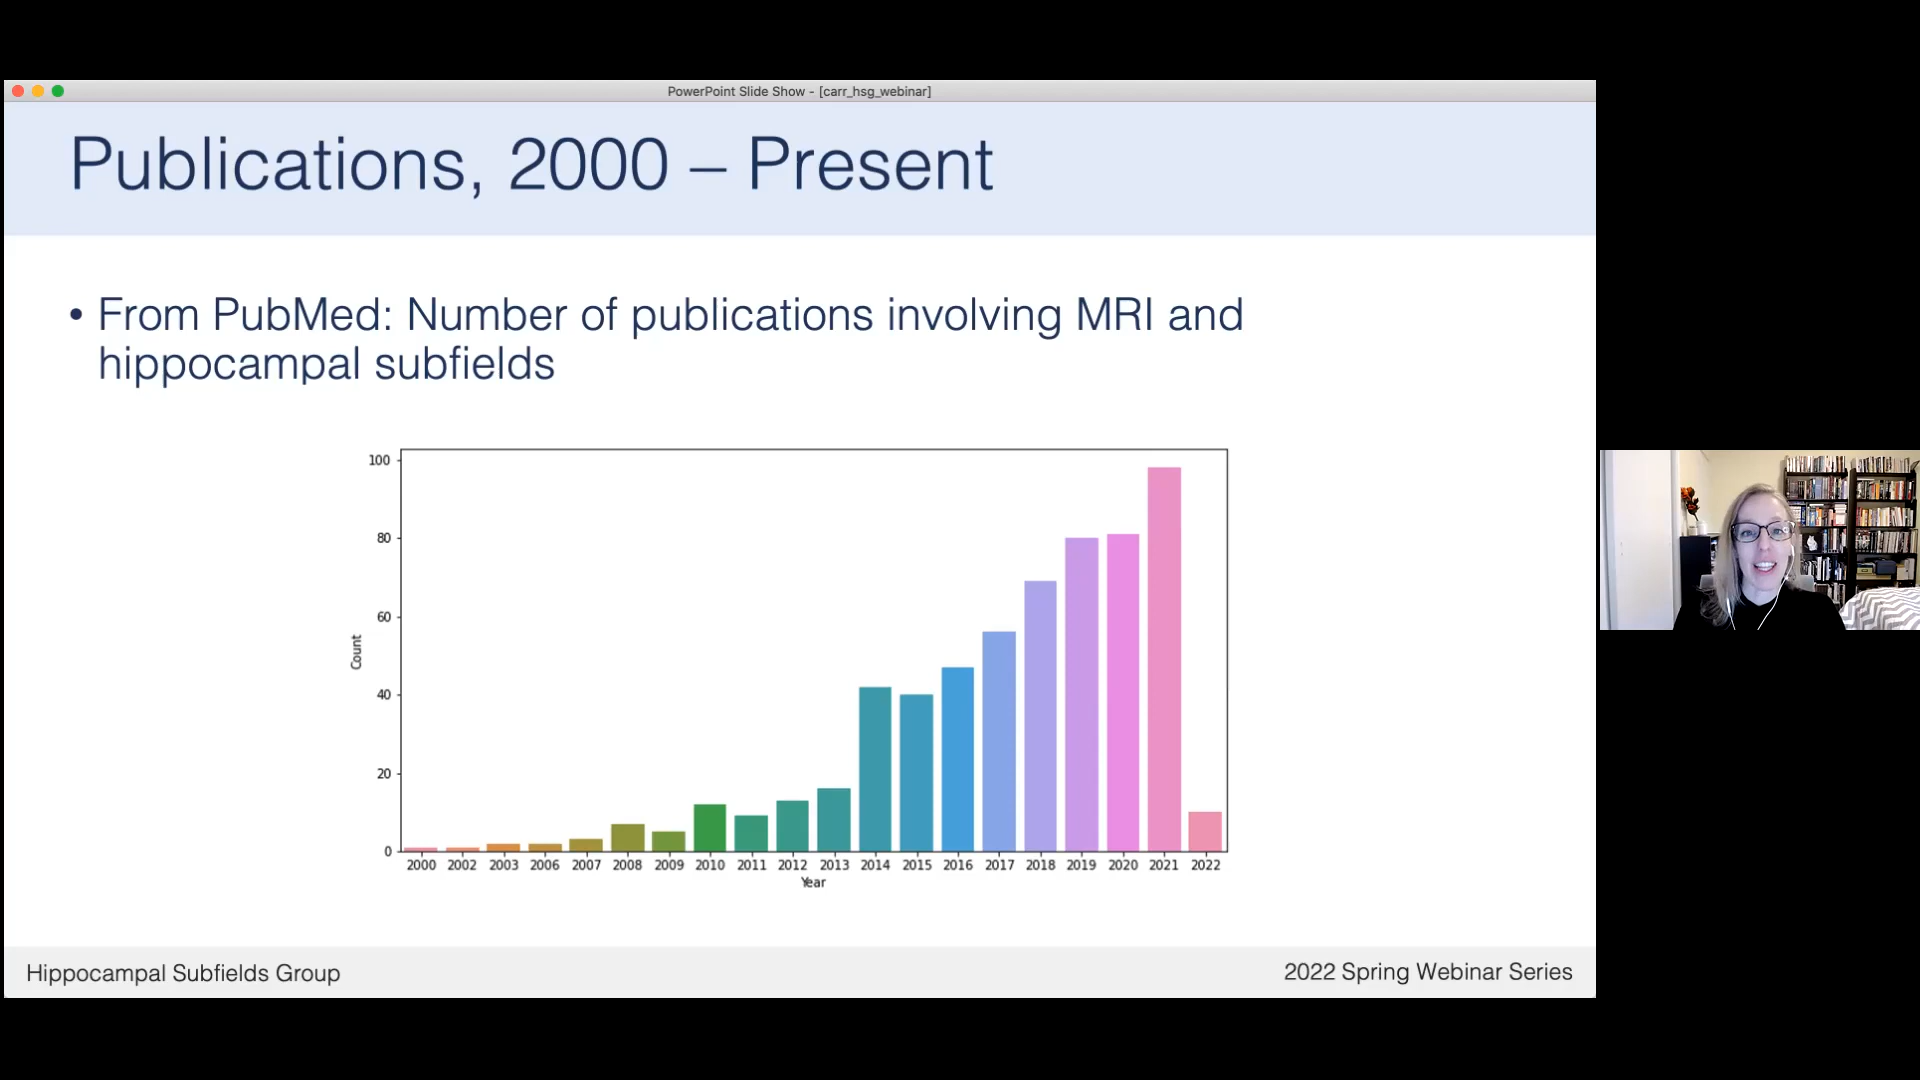 PowerPoint Slide Show - [carr_hsg_webinar]
Publications, 2000 – Present
• From PubMed: Number of publications involving MRI and
hippocampal subfields
100
80
60
40
20
0
Count
2000 2002 2003 2006 2007 2008 2009 2010 2011 2012 2013 2014 2015 2016 2017 2018 2019 2020 2021 2022
Year
Hippocampal Subfields Group
2022 Spring Webinar Series